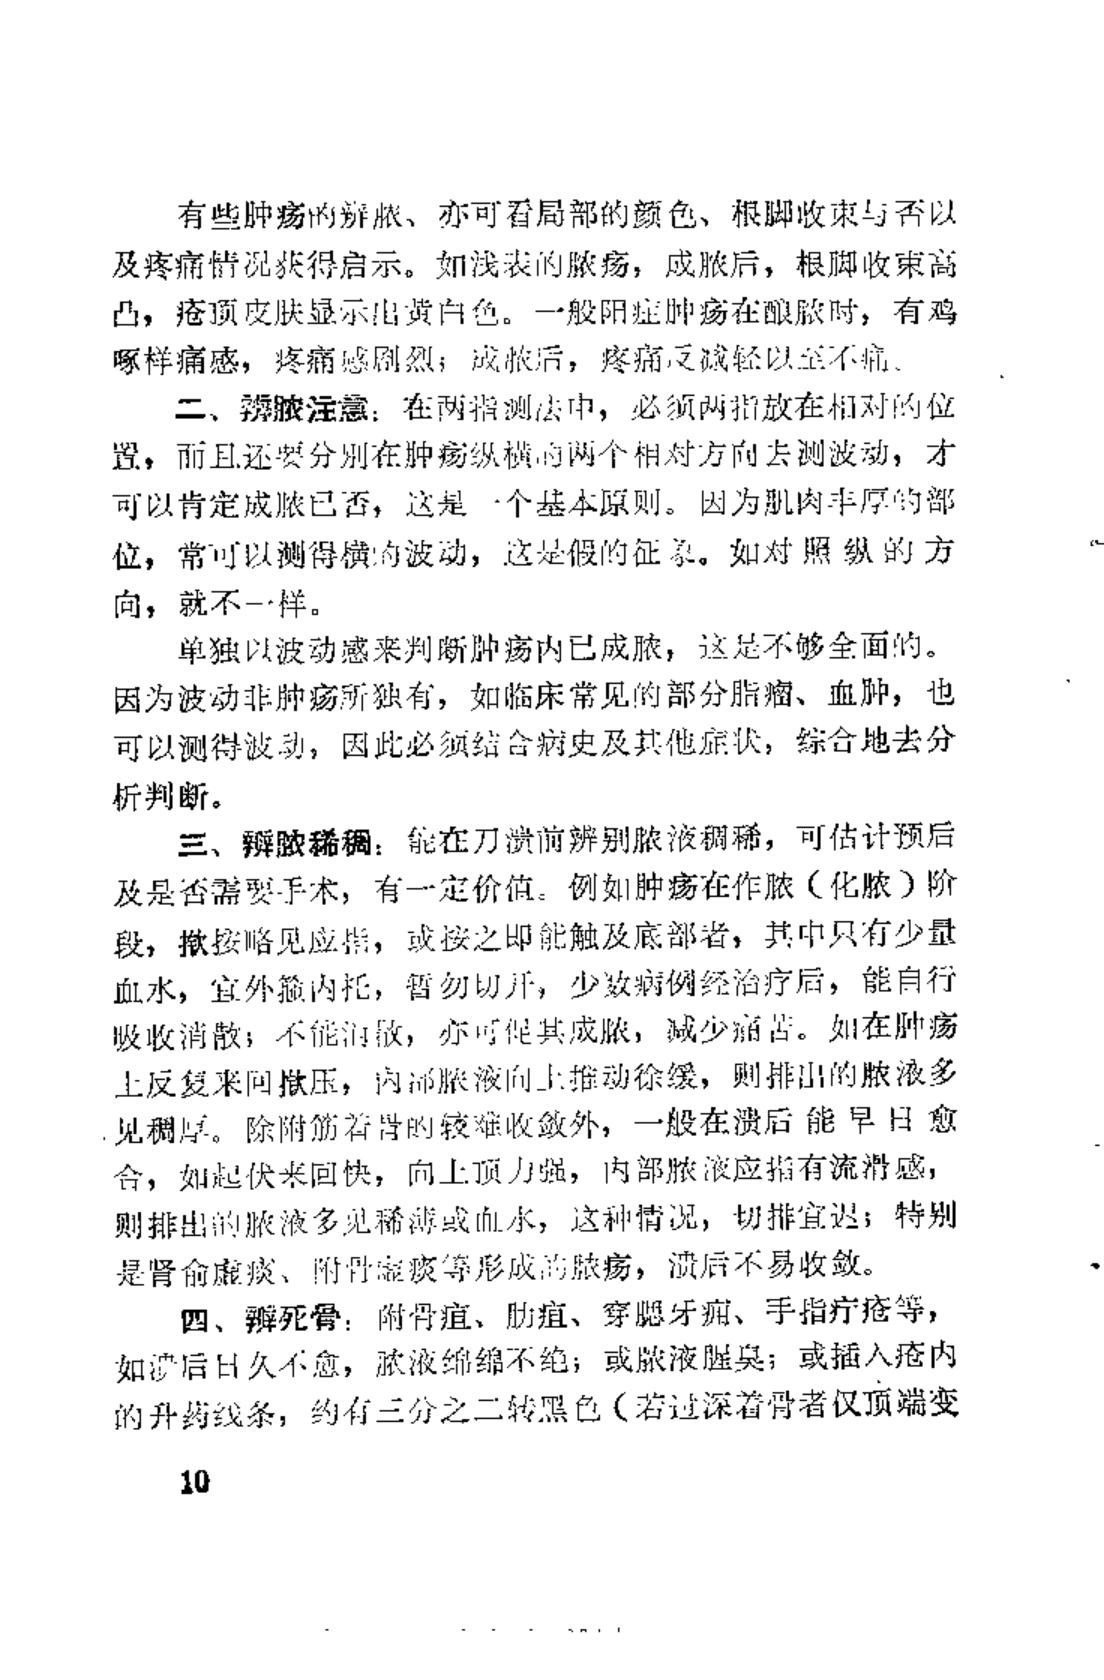 有些肿疡的辨脓、亦可看局部的颜色、根脚收束与否以
及疼痛情况获得启示。如浅表的脓疡，成脓后，根脚收束高
凸，疮顶皮肤显示出黄白色。一般阳症肿疡在酿脓时，有鸡
啄样痛感，疼痛感剧烈；成脓后，疼痛反减轻以至不痛。
二、辨脓注意：在两指测法中，必须两指放在相对的位
置，而且还要分别在肿疡纵横的两个相对方向去测波动，才
可以肯定成脓已否，这是一个基本原则。因为肌肉丰厚的部
位，常可以测得横的波动，这是假的征象。如对照纵的方
向，就不一样。
单独以波动感来判断肿疡内已成脓，这是不够全面的。
因为波动非肿疡所独有，如临床常见的部分脂瘤、血肿，也
可以测得波动，因此必须结合病史及其他症状，综合地去分
析判断。
三、辨脓稀稠：能在刀溃前辨别脓液稠稀，可估计预后
及是否需要手术，有一定价值。例如肿疡在作脓（化脓）阶
段，揿按略见应指，或按之即能触及底部者，其中只有少量
血水，宜外箍内托，暂勿切开，少数病例经治疗后，能自行
吸收消散；不能消散，亦可促其成脓，减少痛苦。如在肿疡
上反复来回揿压，内部脓液向上推动徐缓，则排出的脓液多
见稠厚。除附筋着骨的较难收敛外，一般在溃后能早日愈
合，如起伏来回快，向上顶力强，内部脓液应指有流滑感，
则排出的脓液多见稀薄或血水，这种情况，切排宜迟；特别
是肾俞虚痰、附骨流痰等形成的脓疡，溃后不易收敛。
四、辨死骨：附骨疽、肋疽、穿腮牙痈、手指疔疮等，
如溃后日久不愈，脓液绵绵不绝；或脓液腥臭；或插入疮内
的升药线条，约有三分之二转黑色（若过深着骨者仅顶端变
10